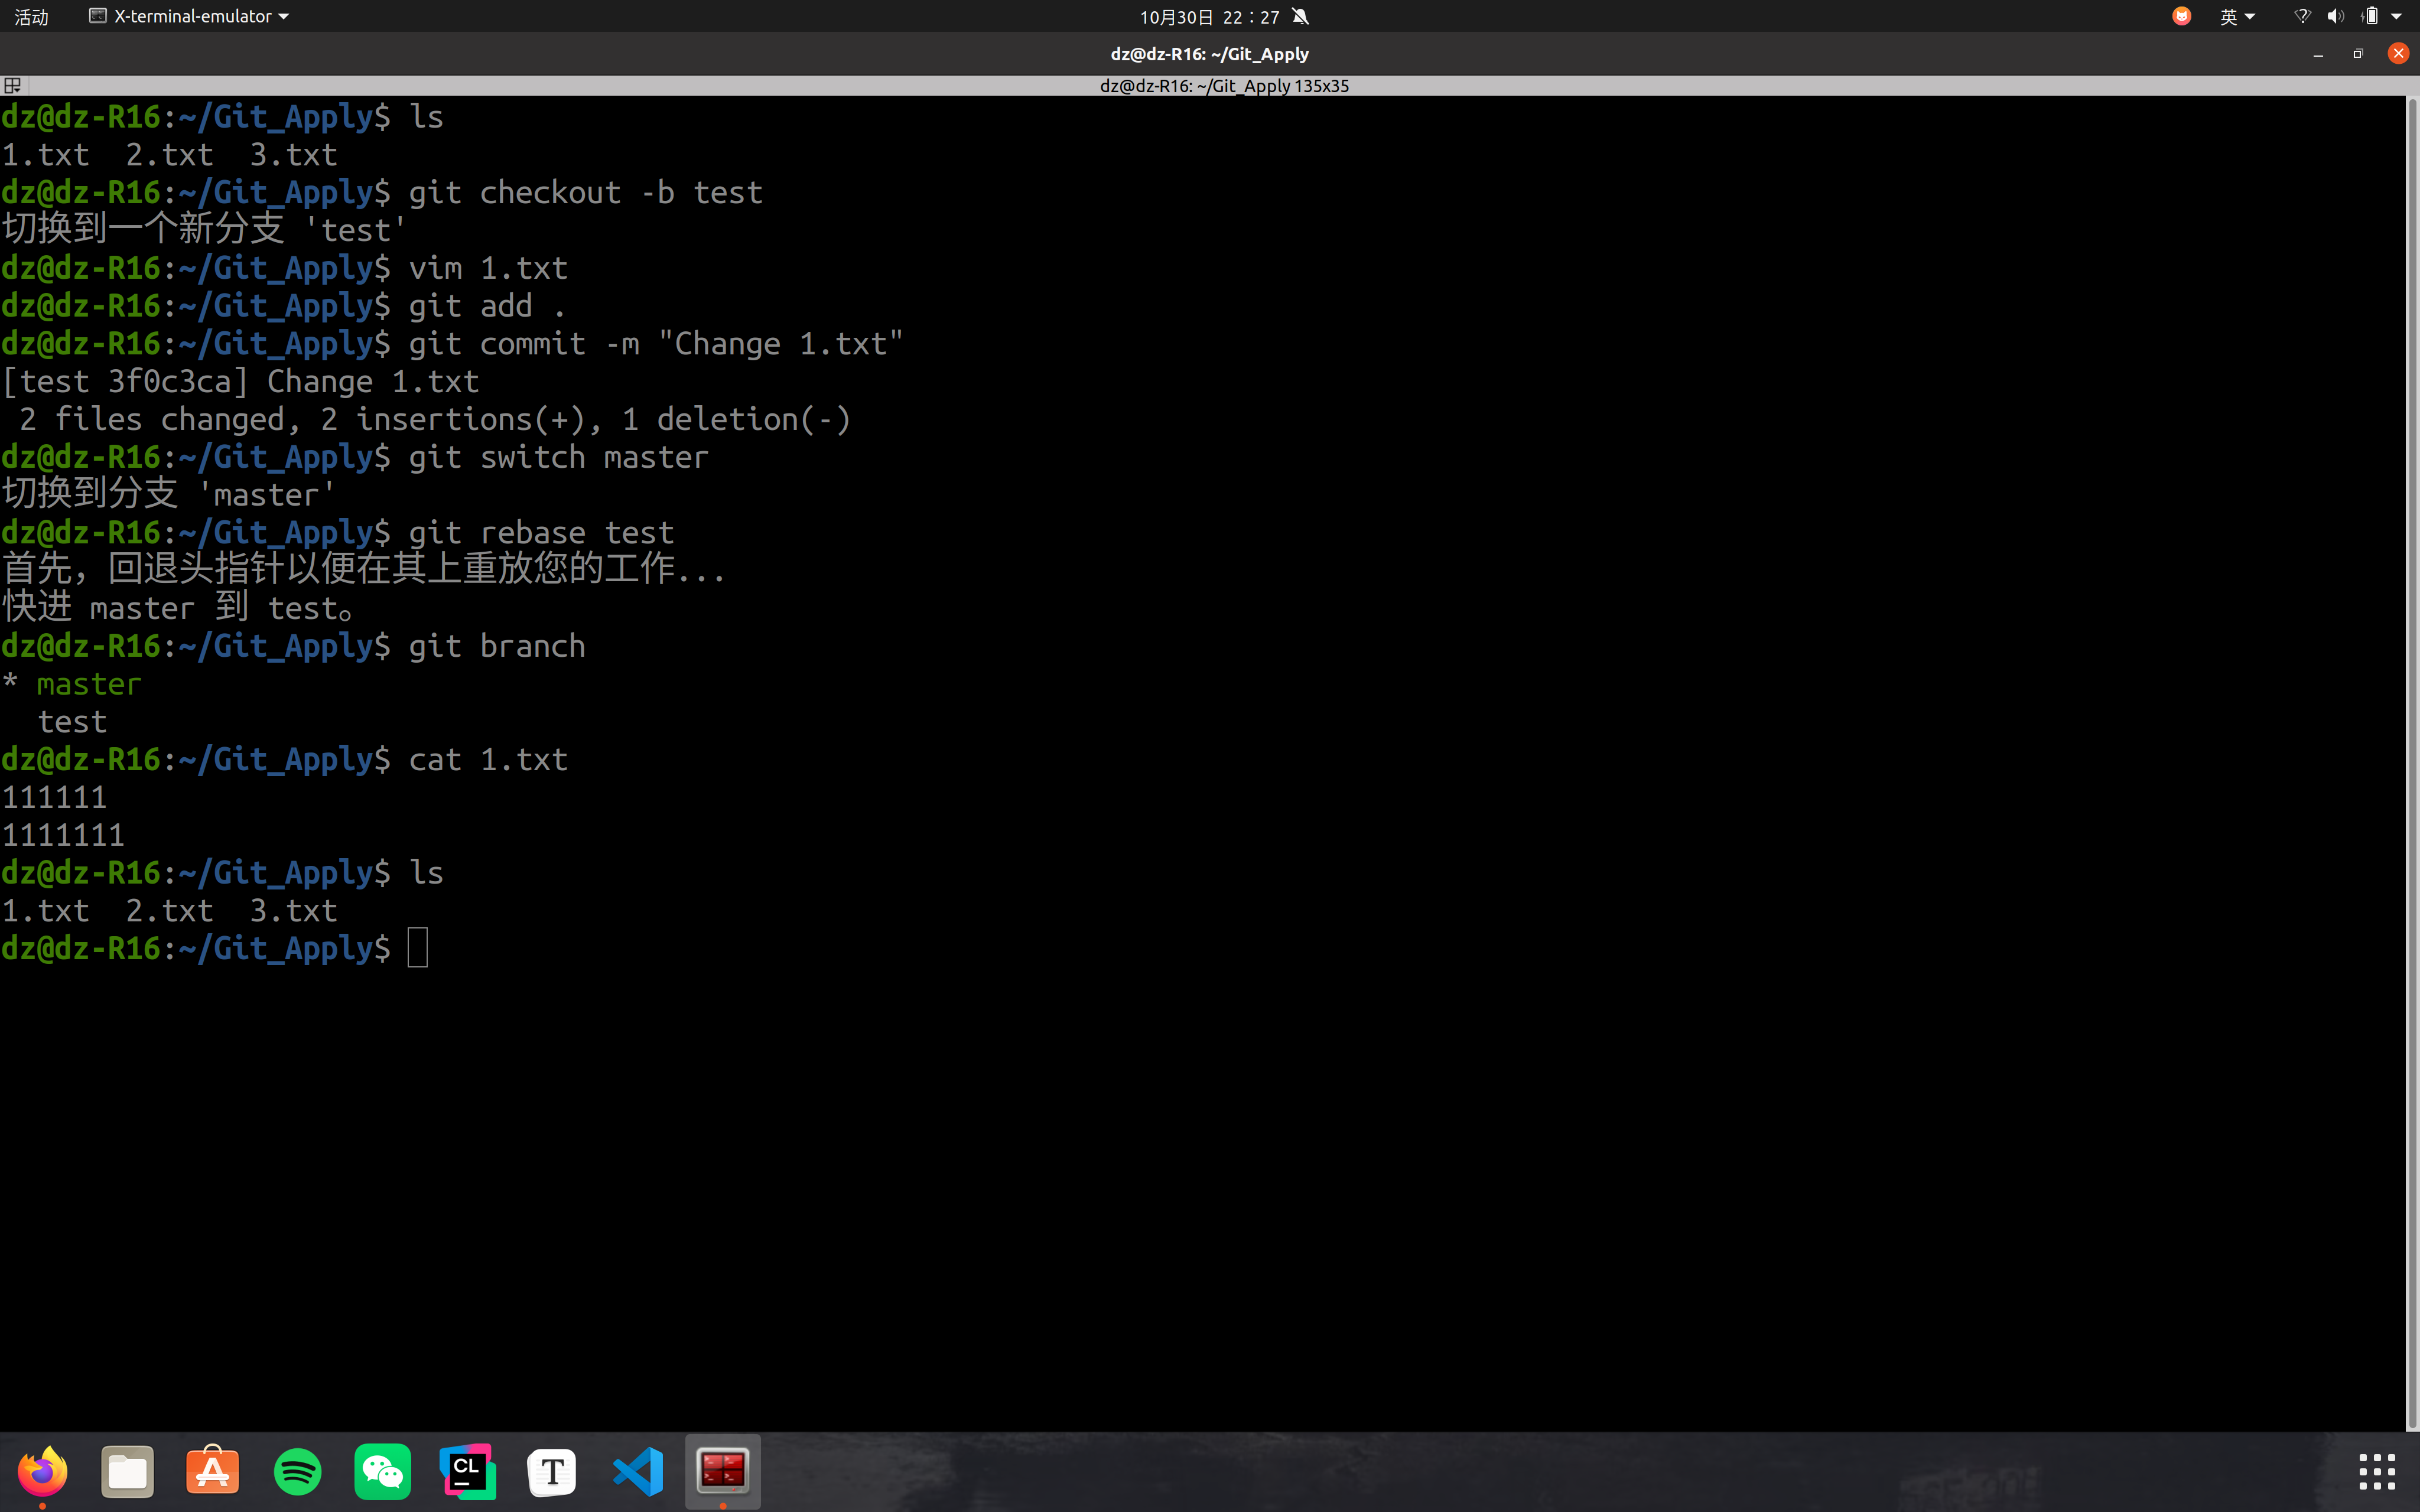 活动 X-terminal-emulator 10月30日 22：27 英
dz@dz-R16: ~/Git_Apply
dz@dz-R16: ~/Git_Apply 135x35
dz@dz-R16:~/Git_Apply$ ls
1.txt  2.txt  3.txt
dz@dz-R16:~/Git_Apply$ git checkout -b test
切换到一个新分支 'test'
dz@dz-R16:~/Git_Apply$ vim 1.txt
dz@dz-R16:~/Git_Apply$ git add .
dz@dz-R16:~/Git_Apply$ git commit -m "Change 1.txt"
[test 3f0c3ca] Change 1.txt
 2 files changed, 2 insertions(+), 1 deletion(-)
dz@dz-R16:~/Git_Apply$ git switch master
切换到分支 'master'
dz@dz-R16:~/Git_Apply$ git rebase test
首先，回退头指针以便在其上重放您的工作...
快进 master 到 test。
dz@dz-R16:~/Git_Apply$ git branch
* master
  test
dz@dz-R16:~/Git_Apply$ cat 1.txt
111111
1111111
dz@dz-R16:~/Git_Apply$ ls
1.txt  2.txt  3.txt
dz@dz-R16:~/Git_Apply$
CL T